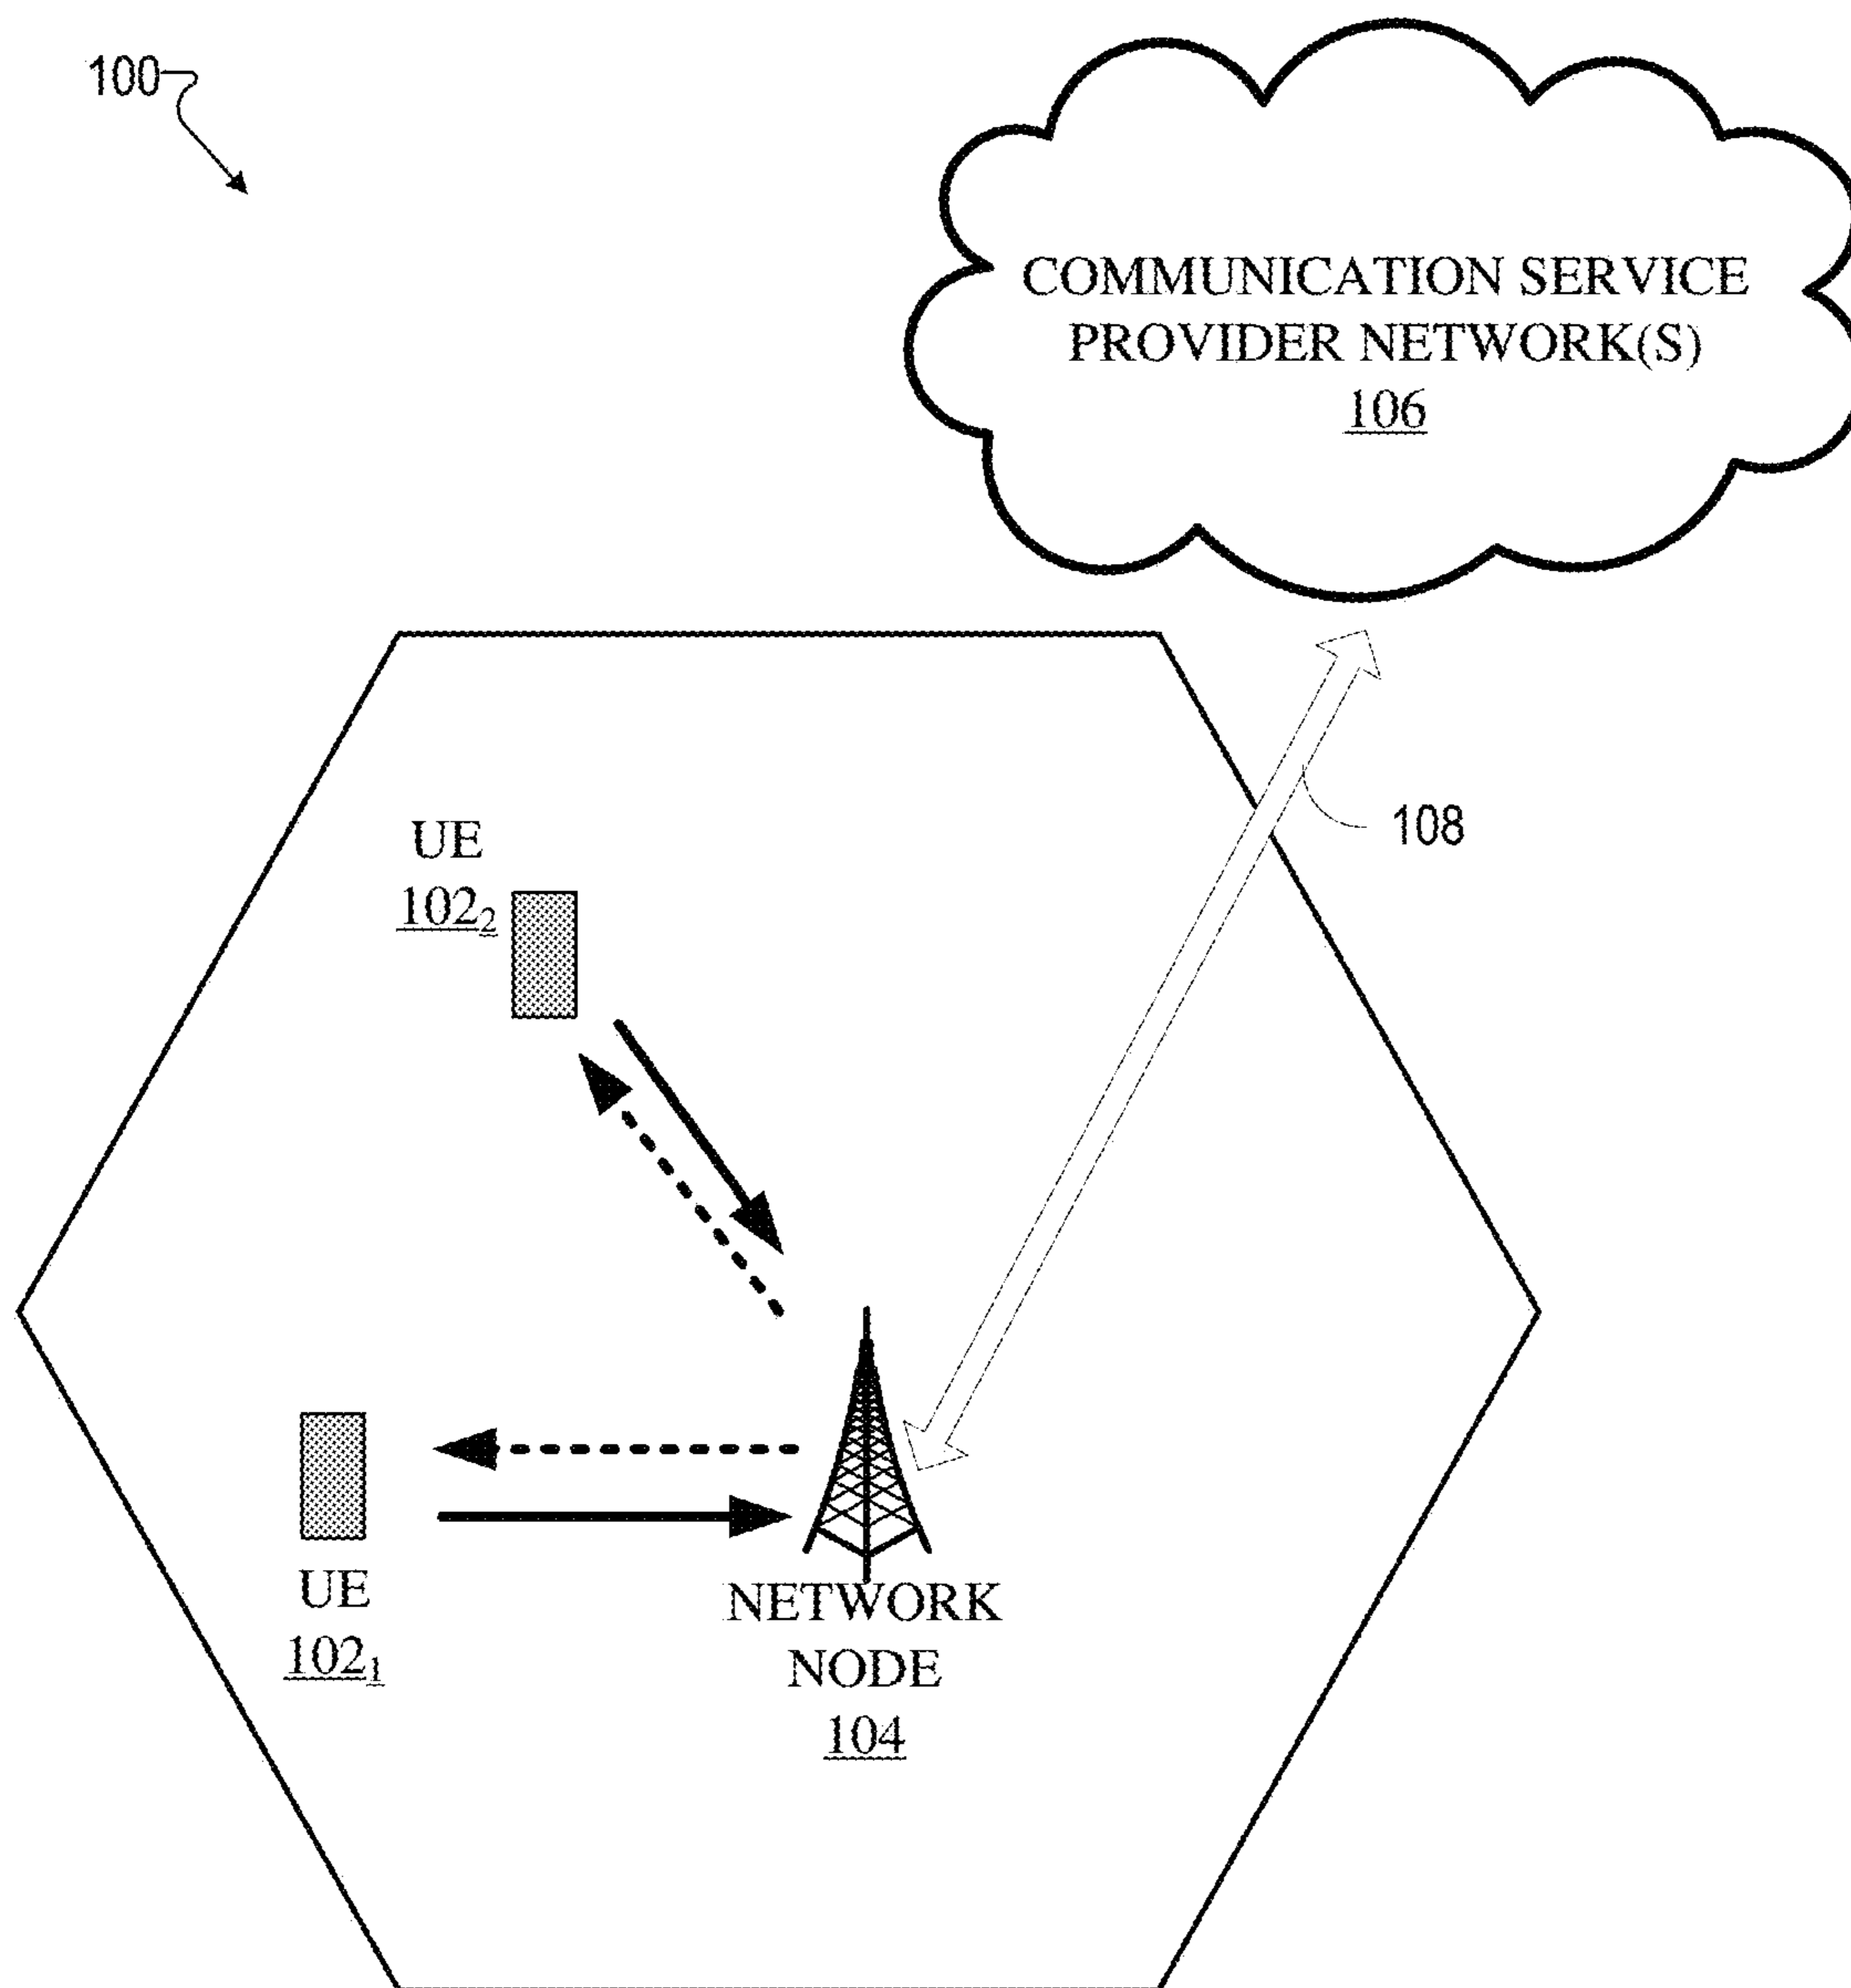 100
COMMUNICATION SERVICE
PROVIDER NETWORK(S)
106
108
UE
102₂
UE
102₁
NETWORK
NODE
104